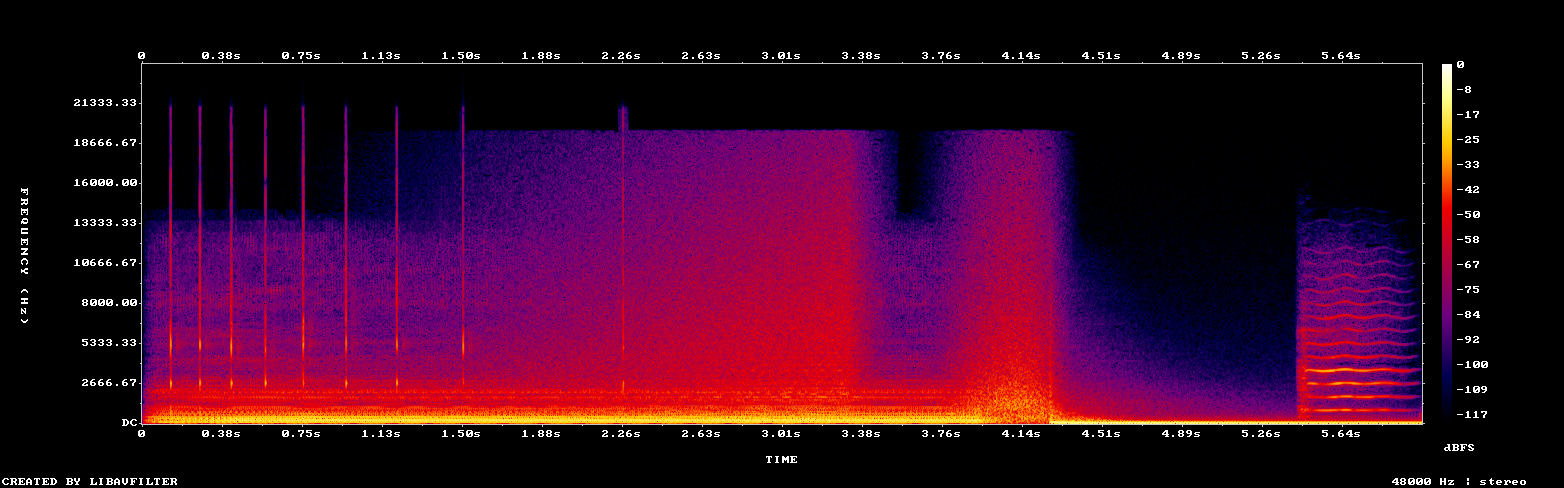 0 0.38s 0.75s 1.13s 1.50s 1.88s 2.26s 2.63s 3.01s 3.38s 3.76s 4.14s 4.51s 4.89s 5.26s 5.64s
21333.33
18666.67
16000.00
13333.33
10666.67
8000.00
5333.33
2666.67
DC
FREQUENCY (Hz)
0
-8
-17
-25
-33
-42
-50
-58
-67
-75
-84
-92
-100
-109
-117
dBFS
0 0.38s 0.75s 1.13s 1.50s 1.88s 2.26s 2.63s 3.01s 3.38s 3.76s 4.14s 4.51s 4.89s 5.26s 5.64s
TIME
CREATED BY LIBAVFILTER
48000 Hz | stereo